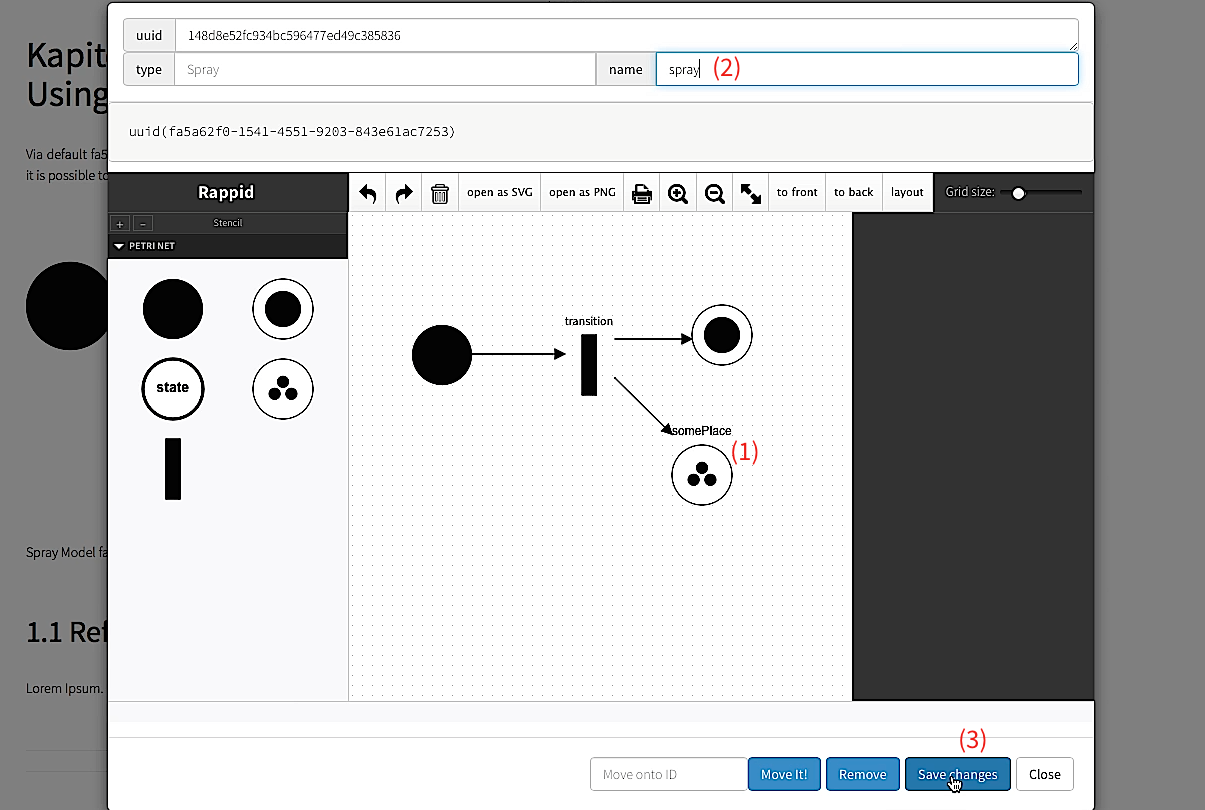 Kapit
Using
Via default fa5
it is possible to
Spray Model fa
1.1 Ref
Lorem Ipsum.
uuid 148d8e52fc934bc596477ed49c385836
type Spray name spray (2)
uuid(fa5a62f0-1541-4551-9203-843e61ac7253)
Rappid open as SVG open as PNG to front to back layout Grid size:
+ - Stencil
PETRI NET
state
transition
somePlace
(1)
(3)
Move onto ID Move It! Remove Save changes Close